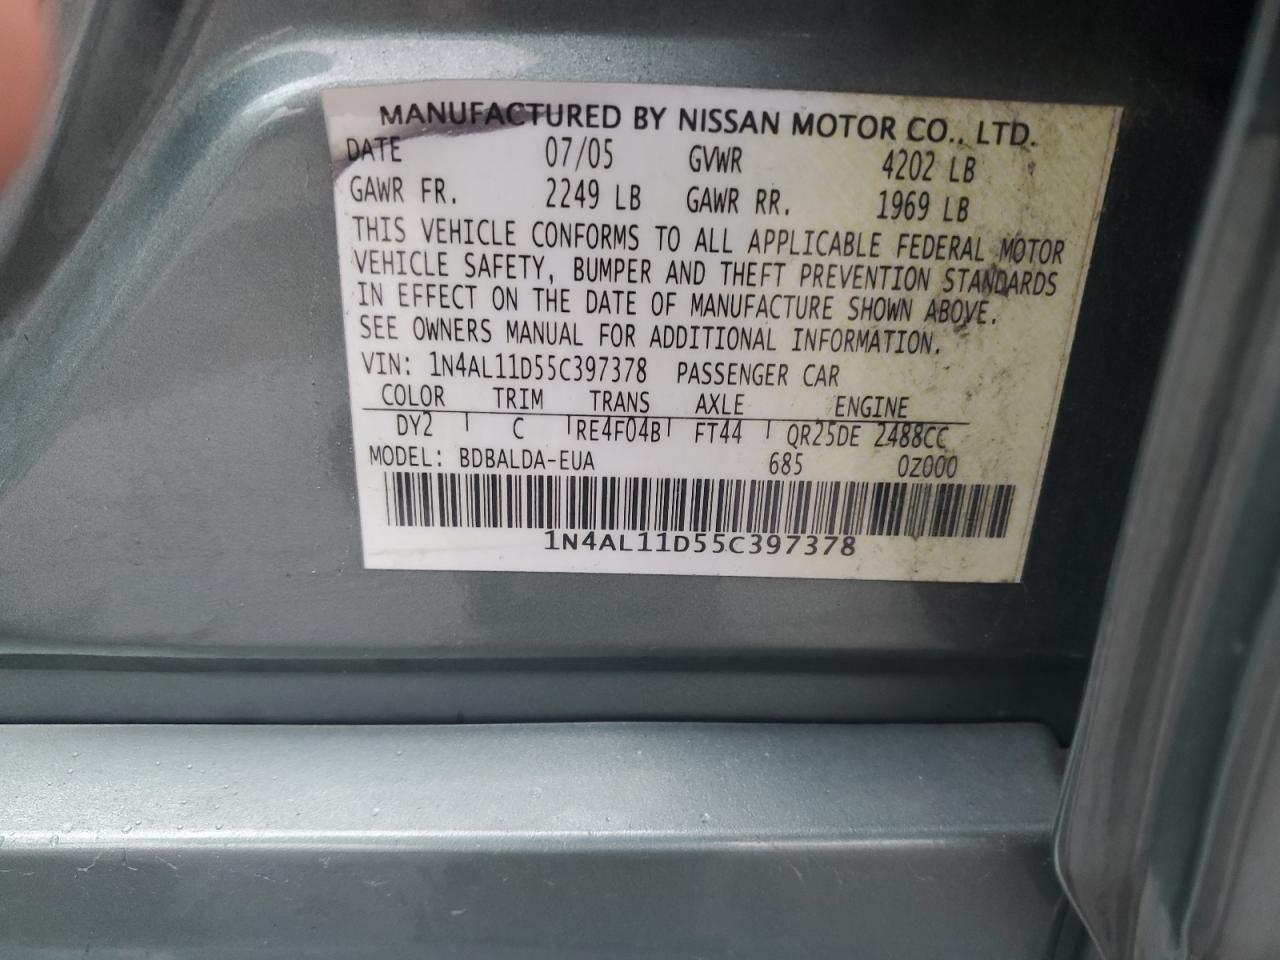 MANUFACTURED BY NISSAN MOTOR CO., LTD.
DATE 07/05 GVWR 4202 LB
GAWR FR. 2249 LB GAWR RR. 1969 LB
THIS VEHICLE CONFORMS TO ALL APPLICABLE FEDERAL MOTOR
VEHICLE SAFETY, BUMPER AND THEFT PREVENTION STANDARDS
IN EFFECT ON THE DATE OF MANUFACTURE SHOWN ABOVE.
SEE OWNERS MANUAL FOR ADDITIONAL INFORMATION.
VIN: 1N4AL11D55C397378 PASSENGER CAR
COLOR TRIM TRANS AXLE ENGINE
DY2 C RE4F04B FT44 QR25DE 2488CC
MODEL: BDBALDA-EUA 685 0Z000
1N4AL11D55C397378